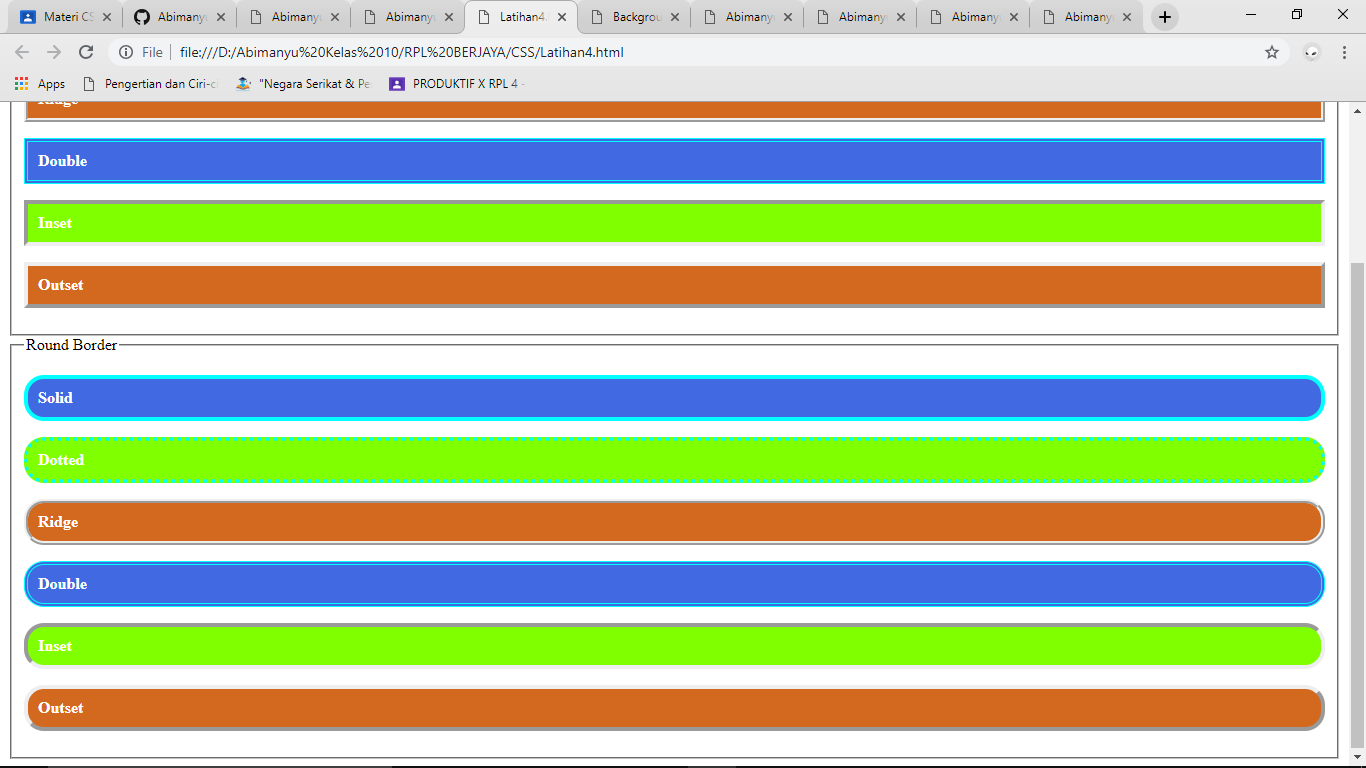 Materi CS
Abimanyu
Abimanyu
Abimanyu
Latihan4.
Backgrou
Abimanyu
Abimanyu
Abimanyu
Abimanyu
File
file:///D:/Abimanyu%20Kelas%2010/RPL%20BERJAYA/CSS/Latihan4.html
Apps
Pengertian dan Ciri-c
"Negara Serikat & Pe
PRODUKTIF X RPL 4 -
Ridge
Double
Inset
Outset
Round Border
Solid
Dotted
Ridge
Double
Inset
Outset